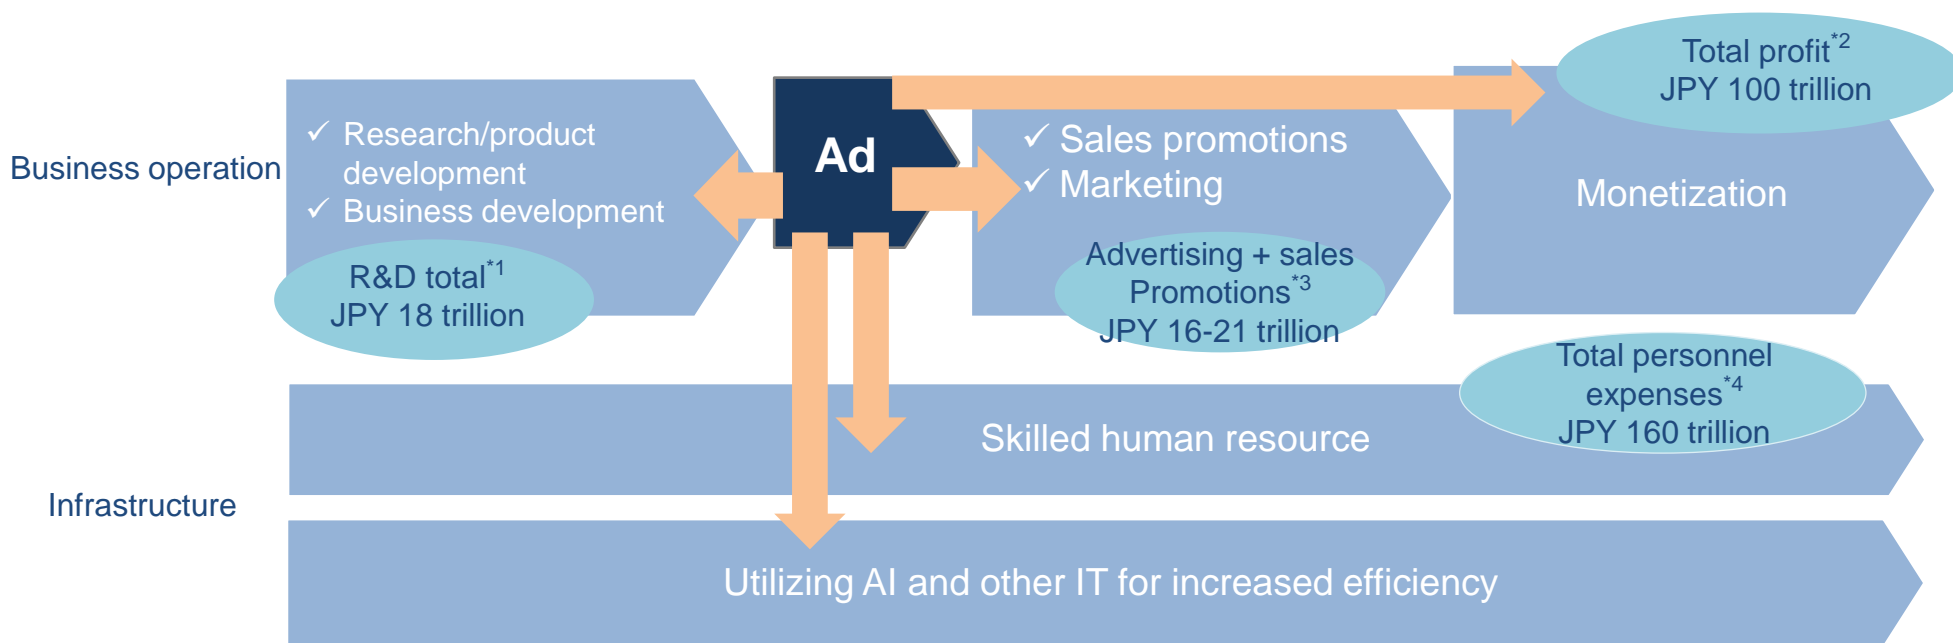 Business operation
✓ Research/product
development
✓ Business development
R&D total*1
JPY 18 trillion
Ad
✓ Sales promotions
✓ Marketing
Advertising + sales
Promotions*3
JPY 16-21 trillion
Total profit*2
JPY 100 trillion
Monetization
Infrastructure
Total personnel
expenses*4
JPY 160 trillion
Skilled human resource
Utilizing AI and other IT for increased efficiency